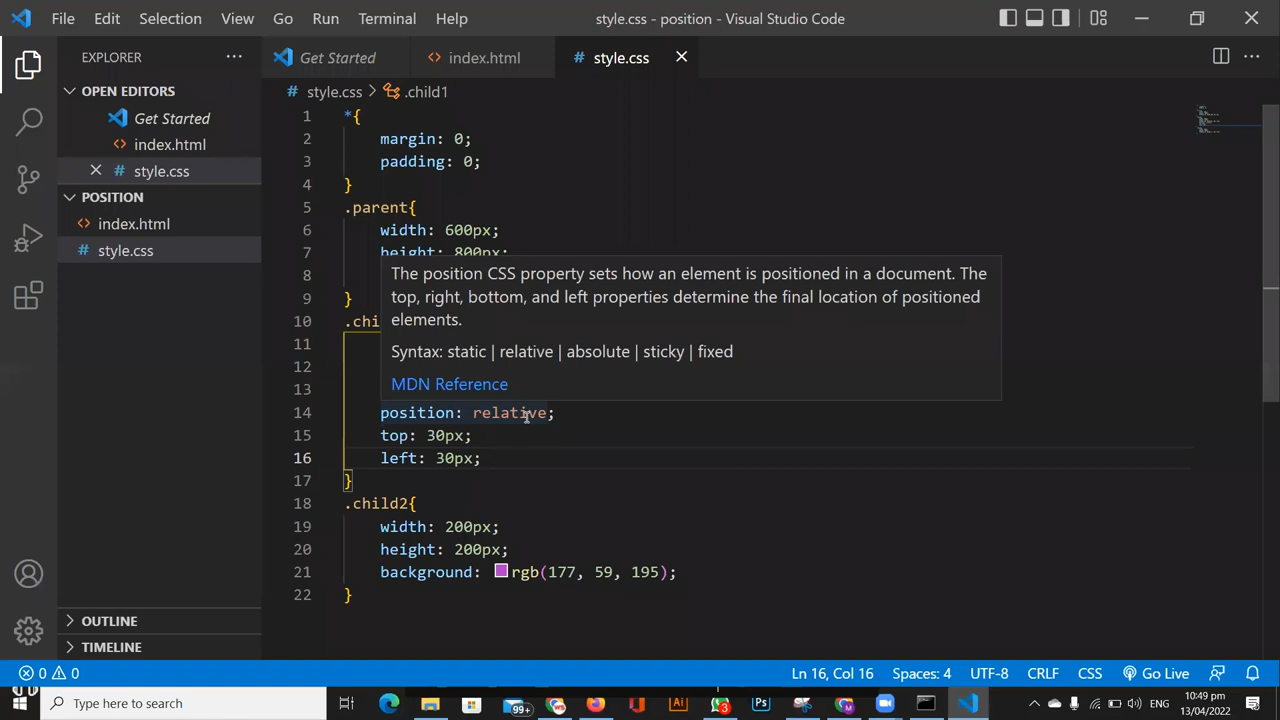 File Edit Selection View Go Run Terminal Help
style.css - position - Visual Studio Code
EXPLORER
OPEN EDITORS
Get Started
index.html
style.css
POSITION
index.html
style.css
OUTLINE
TIMELINE
Get Started
index.html
# style.css
# style.css > .child1
1 *{
2 margin: 0;
3 padding: 0;
4 }
5 .parent{
6 width: 600px;
7 height: 800px;
8
9 }
10 .chi
The position CSS property sets how an element is positioned in a document. The
top, right, bottom, and left properties determine the final location of positioned
elements.
Syntax: static | relative | absolute | sticky | fixed
MDN Reference
11
12
13
14 position: relative;
15 top: 30px;
16 left: 30px;
17 }
18 .child2{
19 width: 200px;
20 height: 200px;
21 background: rgb(177, 59, 195);
22 }
0 0
Ln 16, Col 16 Spaces: 4 UTF-8 CRLF CSS Go Live
Type here to search
99+
Ai
3
Ps
ENG
10:49 pm
13/04/2022